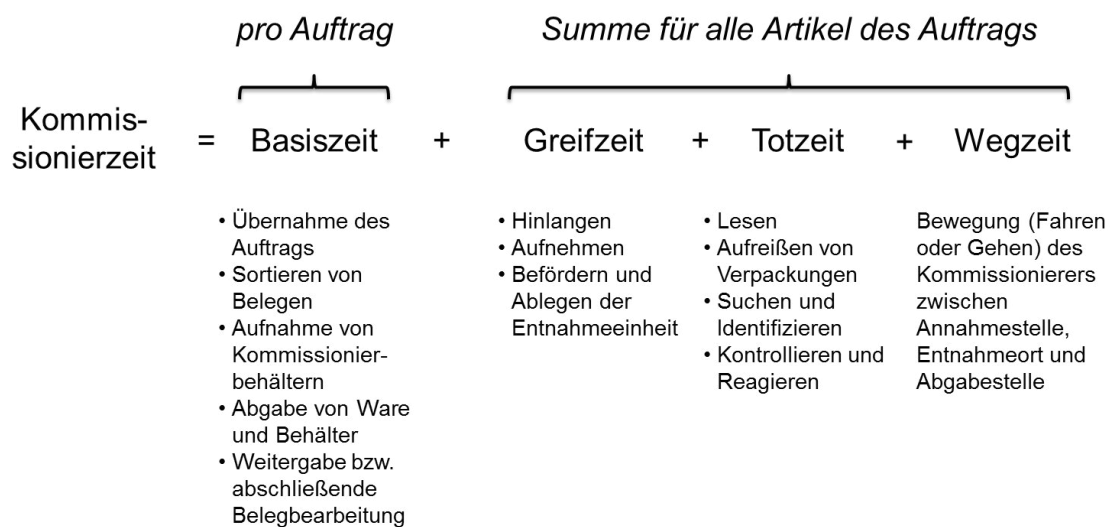 pro Auftrag
Summe für alle Artikel des Auftrags
Kommis-
sionierzeit
= Basiszeit + Greifzeit + Totzeit + Wegzeit
• Übernahme des
Auftrags
• Sortieren von
Belegen
• Aufnahme von
Kommissionier-
behältern
• Abgabe von Ware
und Behälter
• Weitergabe bzw.
abschließende
Belegbearbeitung
• Hinlangen
• Aufnehmen
• Befördern und
Ablegen der
Entnahmeeinheit
• Lesen
• Aufreißen von
Verpackungen
• Suchen und
Identifizieren
• Kontrollieren und
Reagieren
Bewegung (Fahren
oder Gehen) des
Kommissionierers
zwischen
Annahmestelle,
Entnahmeort und
Abgabestelle